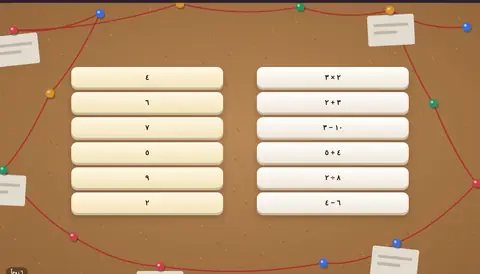 ٤
٦
٧
٥
٩
٢
٣ × ٢
٢ + ٣
٣ − ١٠
٥ + ٤
٢ ÷ ٨
٤ − ٦